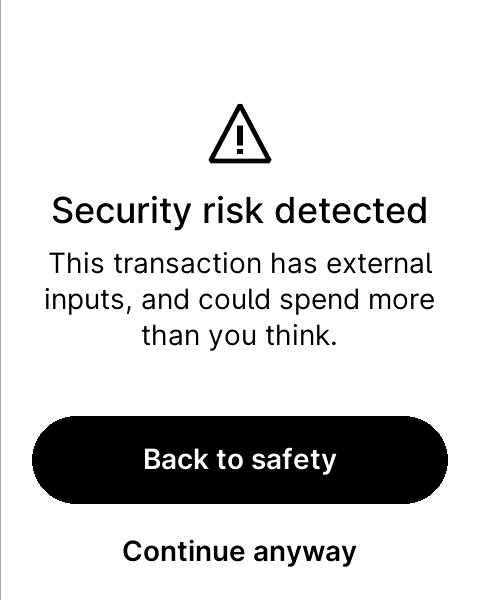 Security risk detected
This transaction has external
inputs, and could spend more
than you think.
Back to safety
Continue anyway